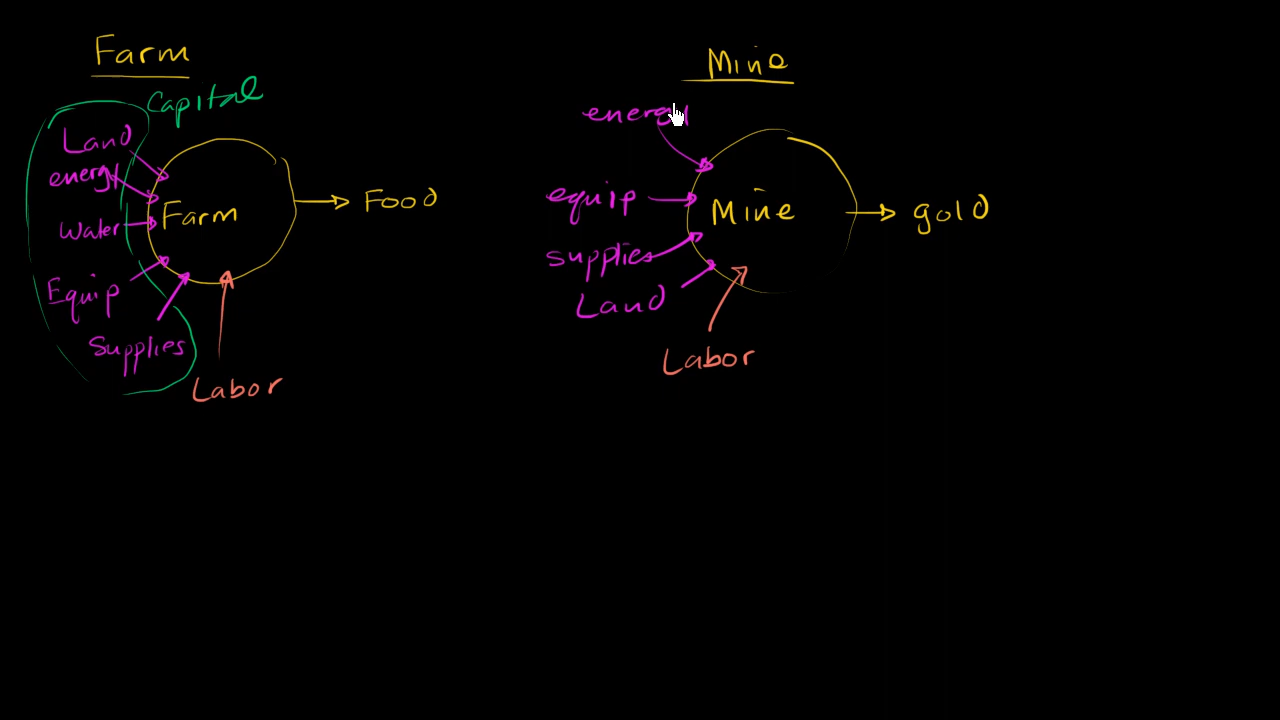 Farm
Capital
Land
energy
Water
Equip
Supplies
Labor
Farm
Food
Mine
energy
equip
supplies
Land
Labor
Mine
gold